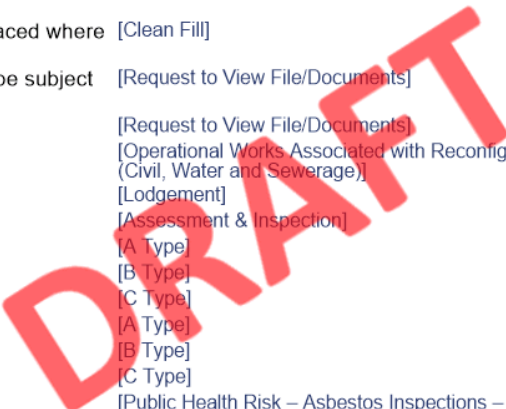 aced where [Clean Fill]
be subject [Request to View File/Documents]
[Request to View File/Documents]
[Operational Works Associated with Reconfig
(Civil, Water and Sewerage)]
[Lodgement]
[Assessment & Inspection]
[A Type]
[B Type]
[C Type]
[A Type]
[B Type]
[C Type]
[Public Health Risk – Asbestos Inspections –
DRAFT